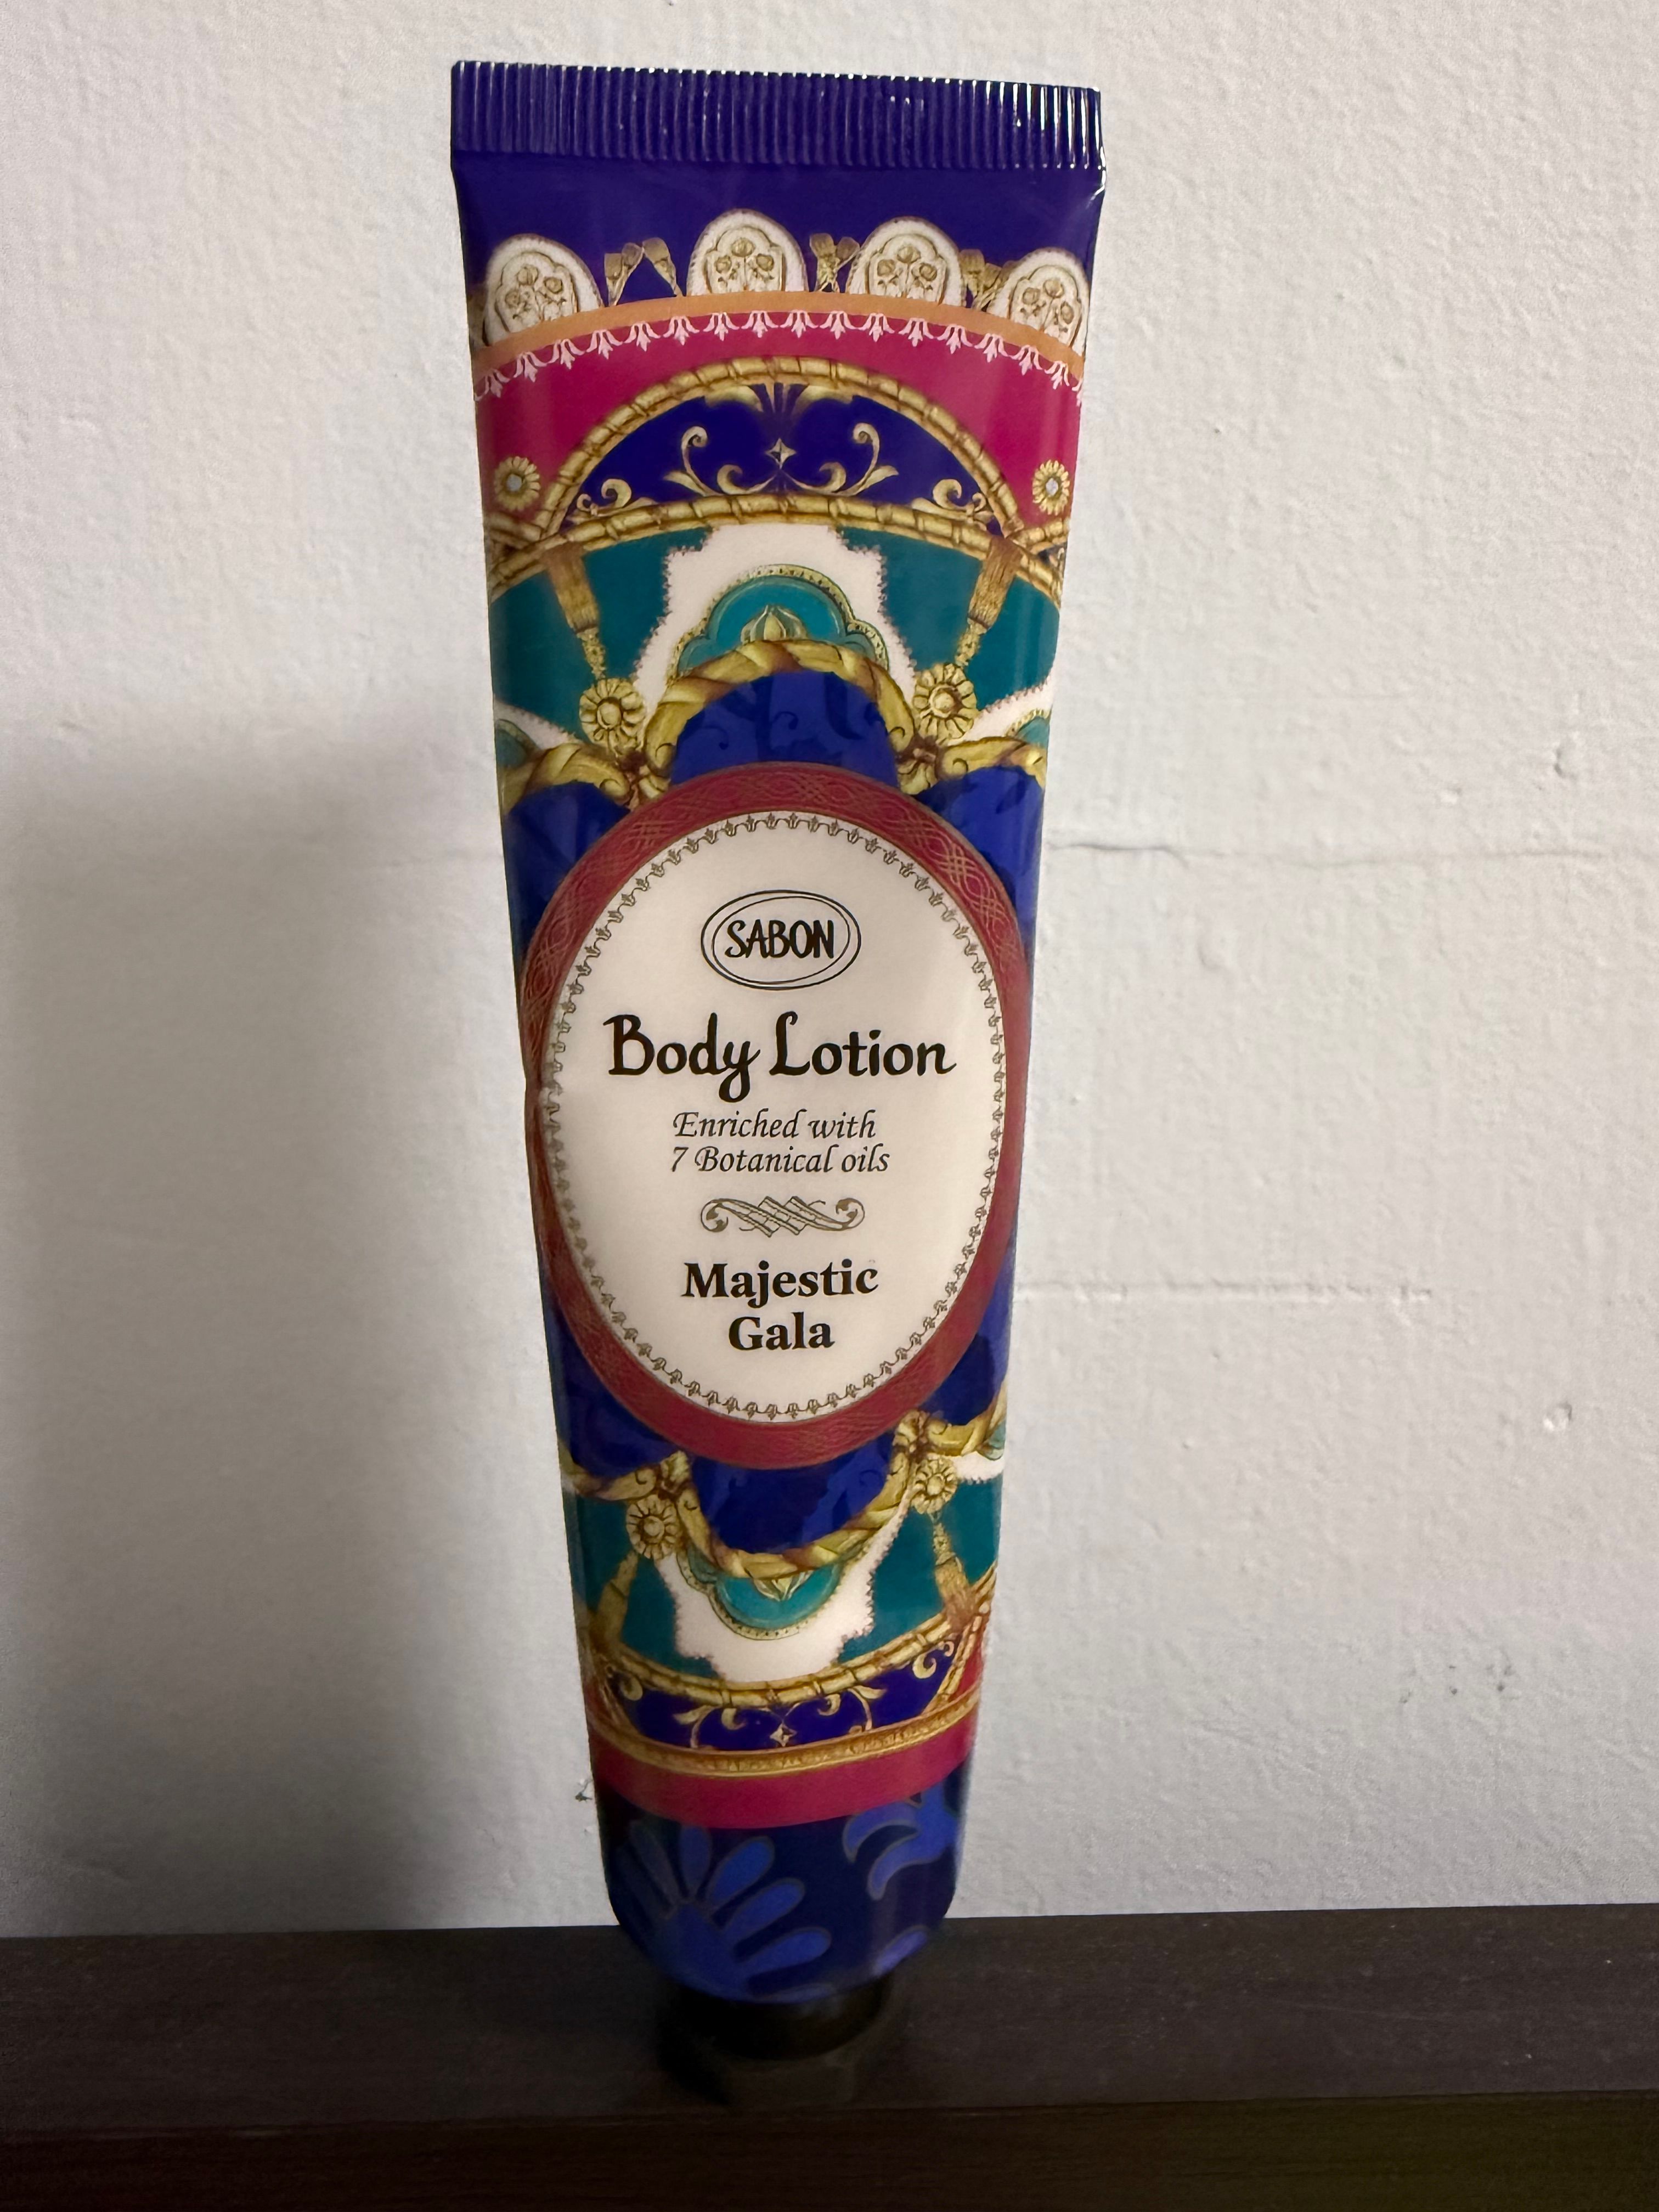 SABON
Body Lotion
Enriched with
7 Botanical oils
Majestic
Gala